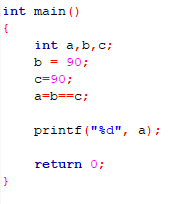 int main()
{
int a,b,c;
b = 90;
c=90;
a=b==c;
printf("%d", a);
return 0;
}